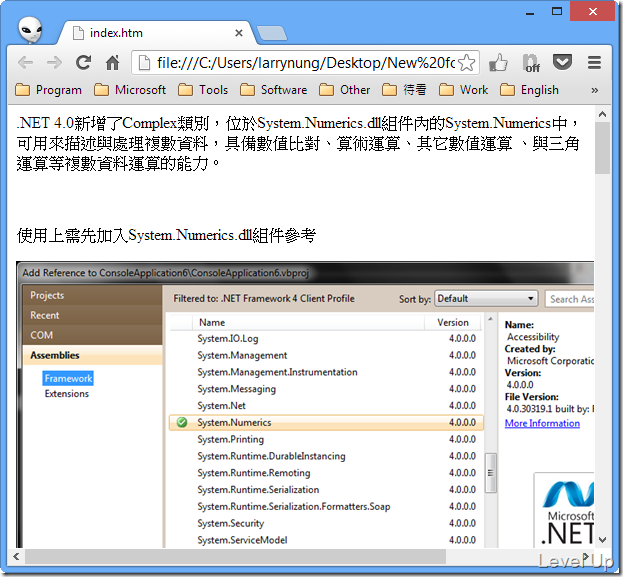 index.htm
file:///C:/Users/larrynung/Desktop/New%20fo
off
Program Microsoft Tools Software Other 待看 Work English »
.NET 4.0新增了Complex類別，位於System.Numerics.dll組件內的System.Numerics中，
可用來描述與處理複數資料，具備數值比對、算術運算、其它數值運算 、與三角
運算等複數資料運算的能力。
使用上需先加入System.Numerics.dll組件參考
Add Reference to ConsoleApplication6\ConsoleApplication6.vbproj
Projects
Recent
COM
Assemblies
Framework
Extensions
Filtered to: .NET Framework 4 Client Profile
Sort by: Default
Search Ass
Name Version
System.IO.Log 4.0.0.0
System.Management 4.0.0.0
System.Management.Instrumentation 4.0.0.0
System.Messaging 4.0.0.0
System.Net 4.0.0.0
System.Numerics 4.0.0.0
System.Printing 4.0.0.0
System.Runtime.DurableInstancing 4.0.0.0
System.Runtime.Remoting 4.0.0.0
System.Runtime.Serialization 4.0.0.0
System.Runtime.Serialization.Formatters.Soap 4.0.0.0
System.Security 4.0.0.0
System.ServiceModel 4.0.0.0
Name:
Accessibility
Created by:
Microsoft Corporatio
Version:
4.0.0.0
File Version:
4.0.30319.1 built by:
More Information
Microsoft
.NET
Level Up